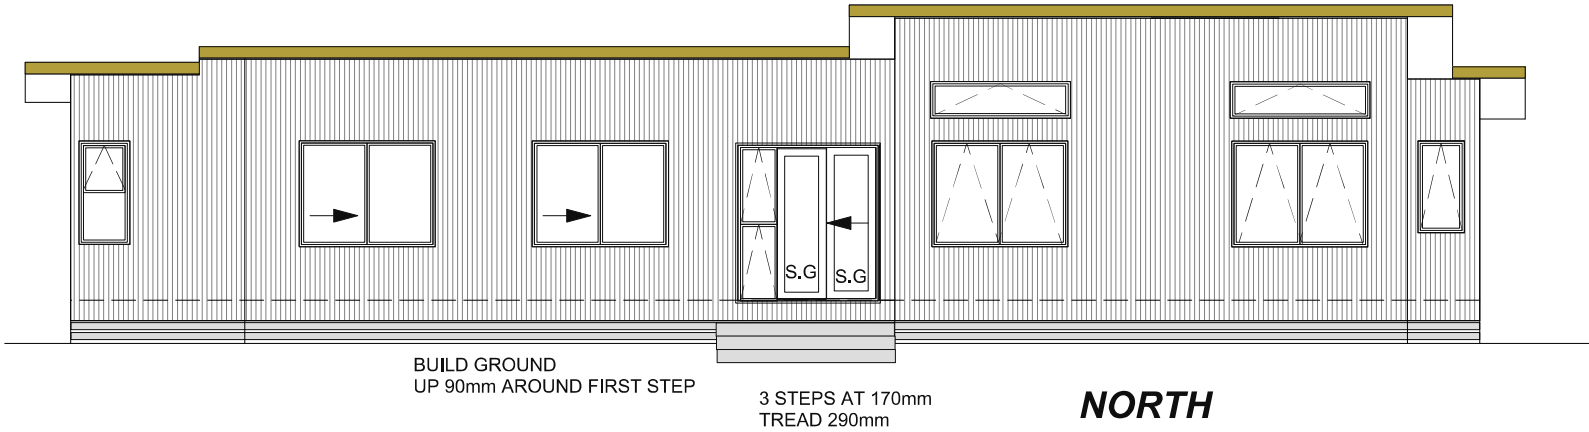 S.G
S.G
BUILD GROUND
UP 90mm AROUND FIRST STEP
3 STEPS AT 170mm
TREAD 290mm
NORTH